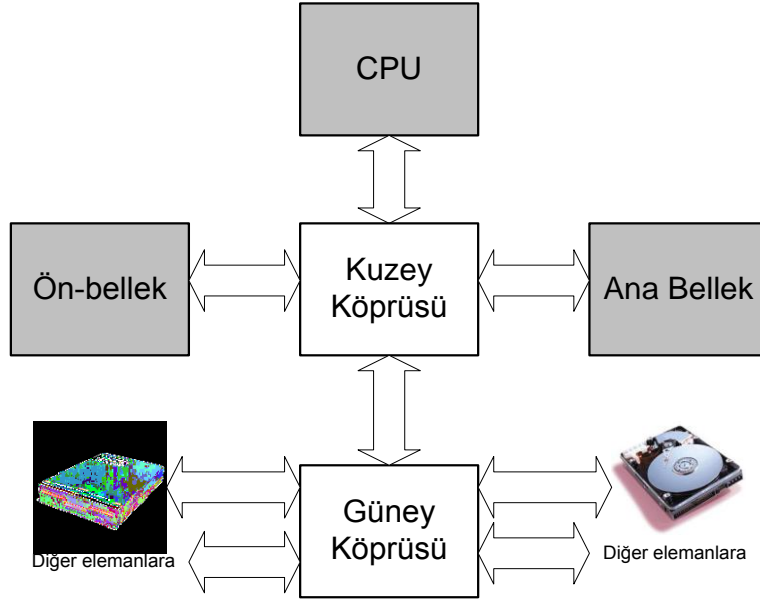 CPU
Ön-bellek
Kuzey
Köprüsü
Ana Bellek
Güney
Köprüsü
Diğer elemanlara
Diğer elemanlara